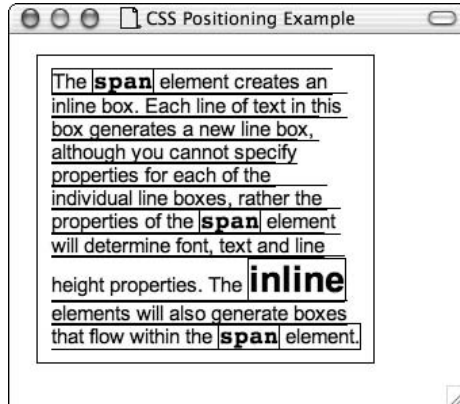 CSS Positioning Example
The span element creates an
inline box. Each line of text in this
box generates a new line box,
although you cannot specify
properties for each of the
individual line boxes, rather the
properties of the span element
will determine font, text and line
height properties. The inline
elements will also generate boxes
that flow within the span element.